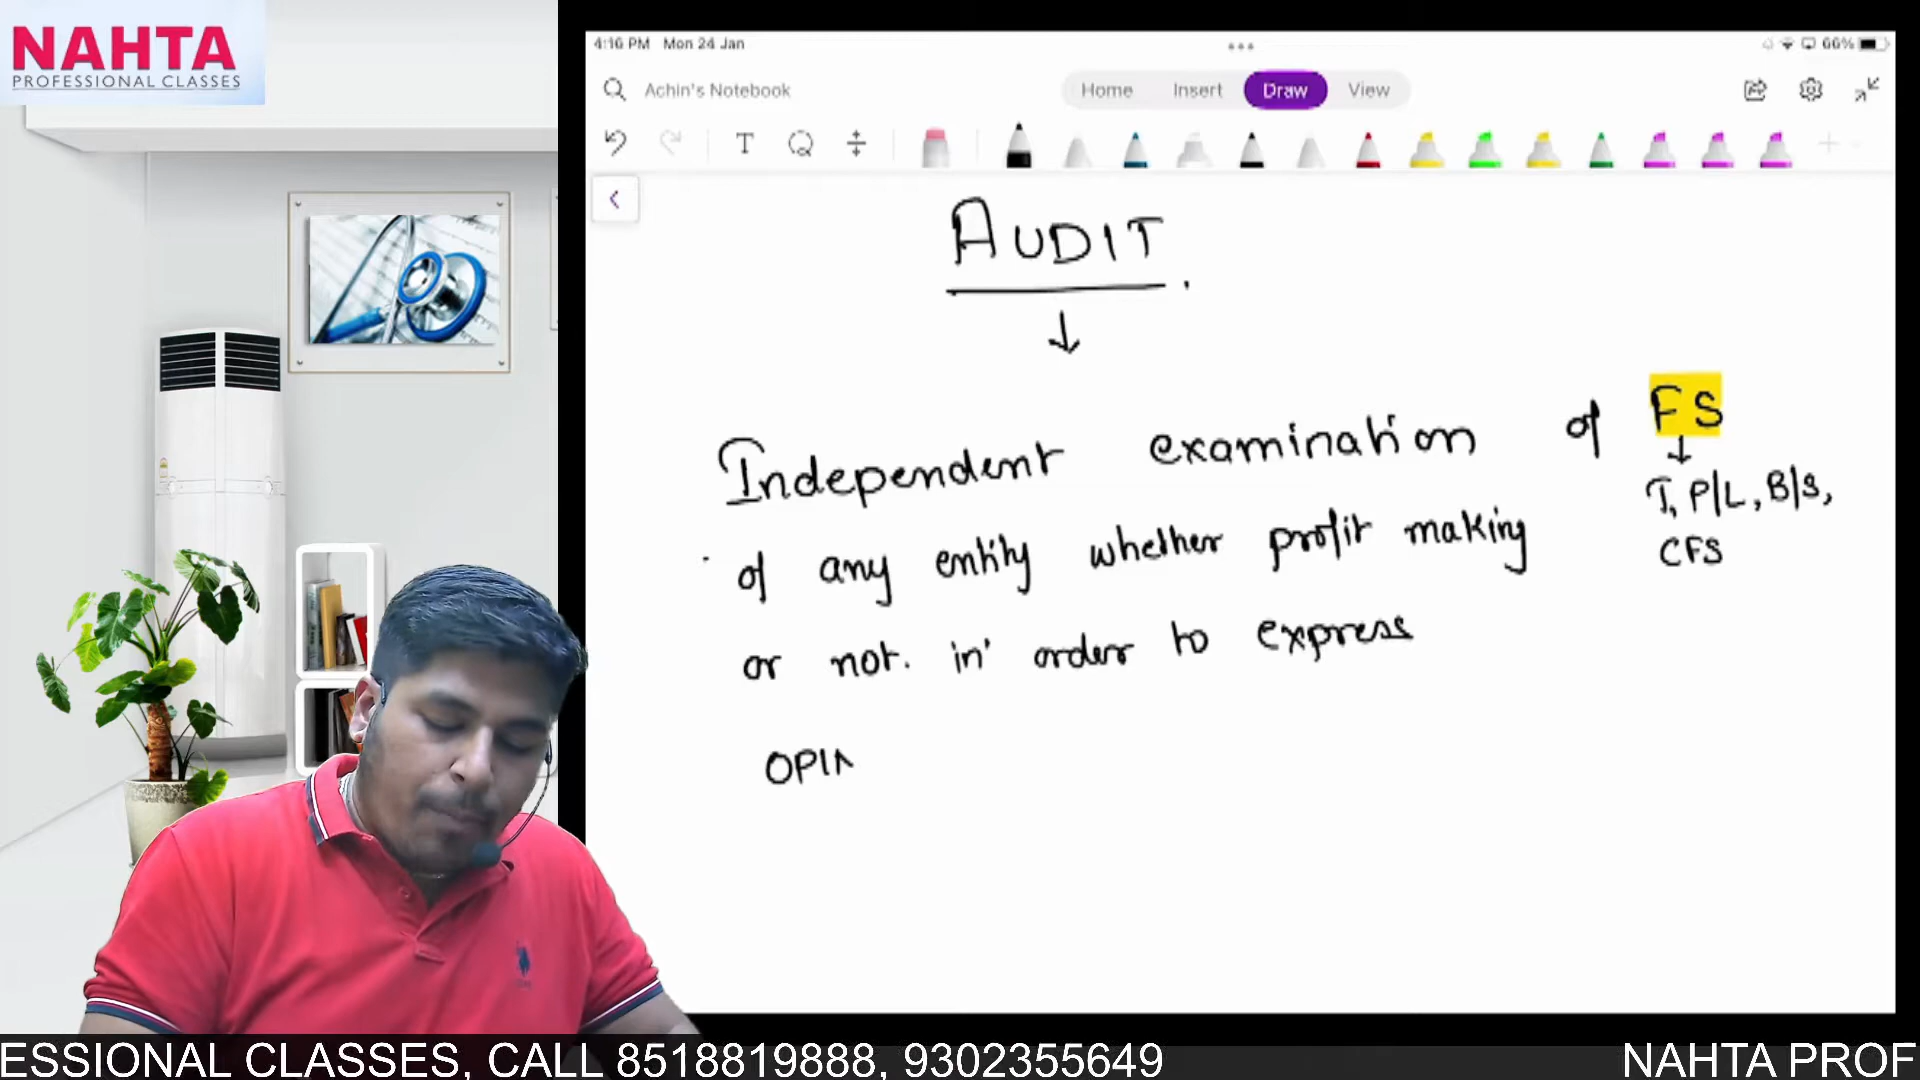 NAHTA
PROFESSIONAL CLASSES
4:16 PM Mon 24 Jan
66%
Achin's Notebook
Home Insert Draw View
T
AUDIT
Independent examination of FS
T, P/L, B/S,
CFS
of any entity whether profit making
or not. in order to express
OPIN
ESSIONAL CLASSES, CALL 8518819888, 9302355649
NAHTA PROF